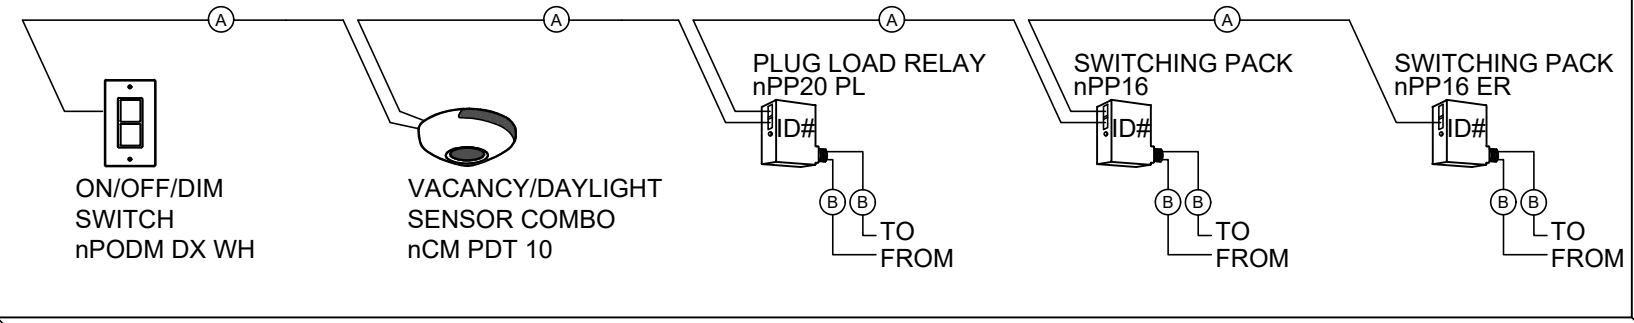 A
A
A
A
PLUG LOAD RELAY
nPP20 PL
SWITCHING PACK
nPP16
SWITCHING PACK
nPP16 ER
ID#
ID#
ID#
ON/OFF/DIM
SWITCH
nPODM DX WH
VACANCY/DAYLIGHT
SENSOR COMBO
nCM PDT 10
B B
TO
FROM
B B
TO
FROM
B B
TO
FROM